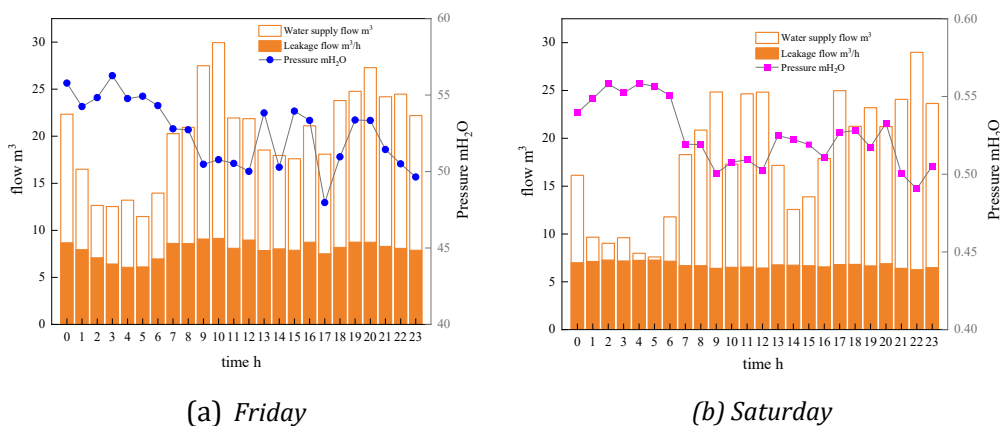 Water supply flow m³
Leakage flow m³/h
Pressure mH₂O
flow m³
30
25
20
15
10
5
0
60
55
50
45
40
Pressure mH₂O
0 1 2 3 4 5 6 7 8 9 10 11 12 13 14 15 16 17 18 19 20 21 22 23
time h
(a) Friday
Water supply flow m³
Leakage flow m³/h
Pressure mH₂O
flow m³
30
25
20
15
10
5
0
0.60
0.55
0.50
0.45
0.40
Pressure mH₂O
0 1 2 3 4 5 6 7 8 9 10 11 12 13 14 15 16 17 18 19 20 21 22 23
time h
(b) Saturday